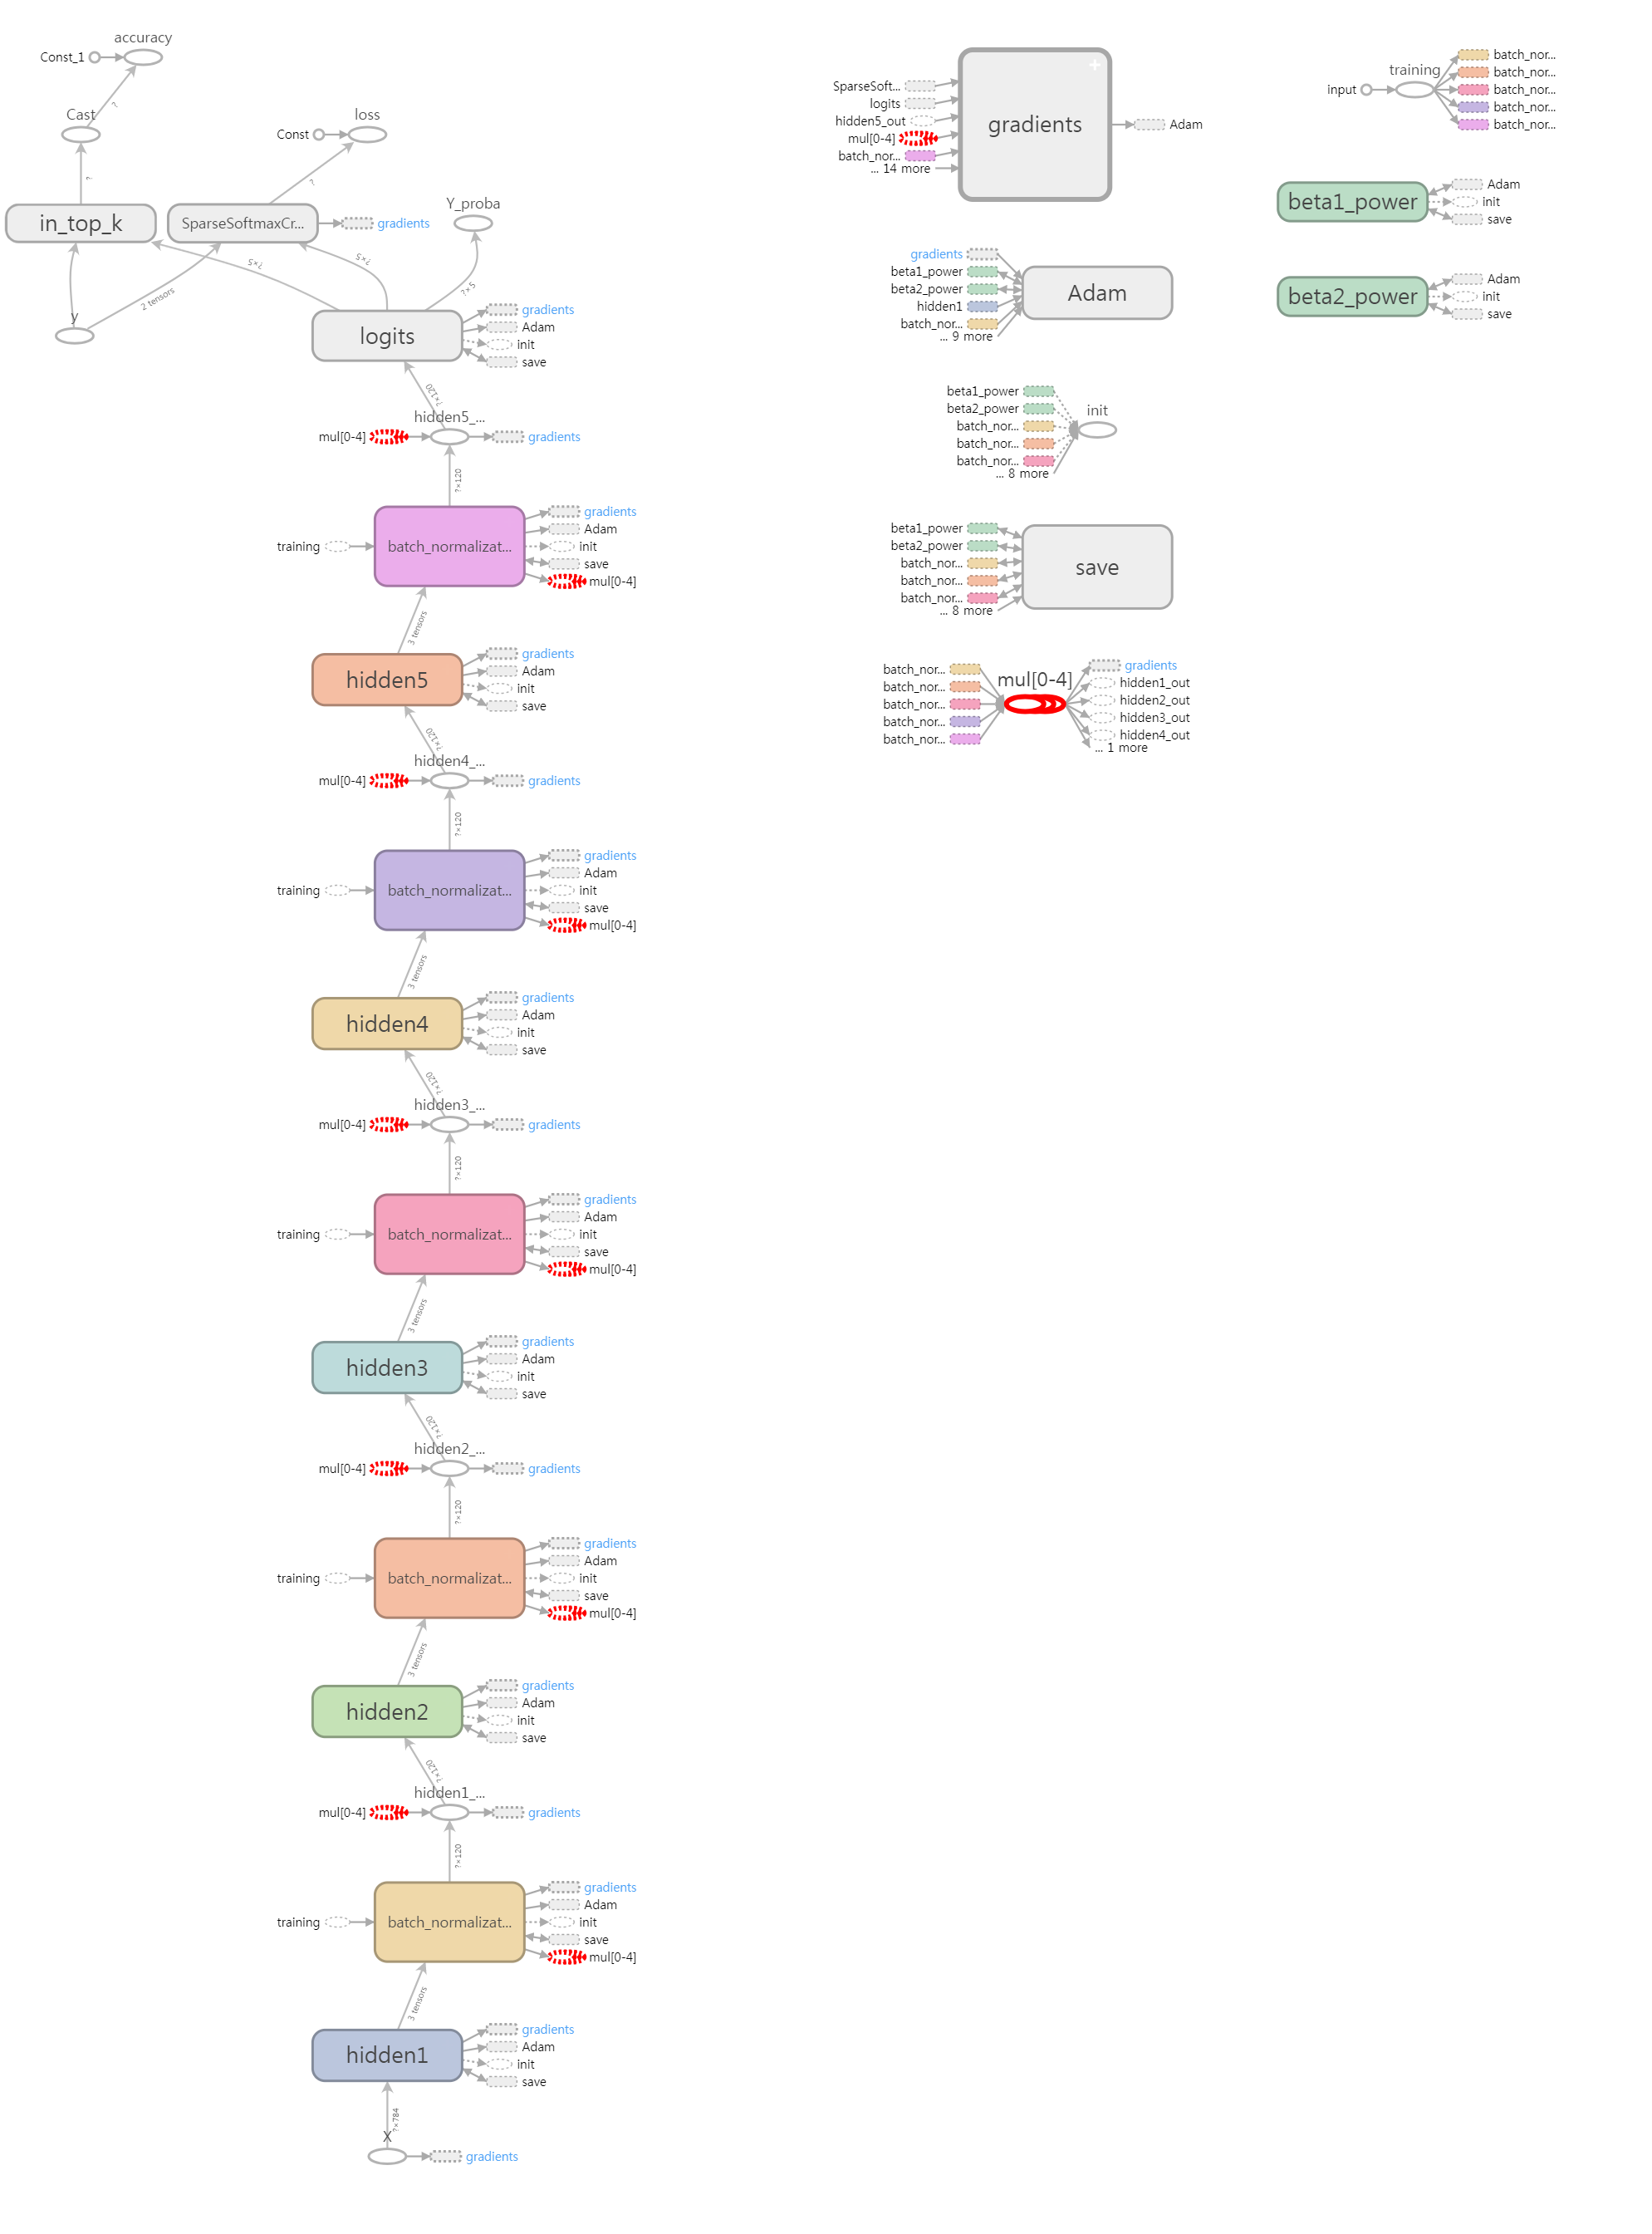 accuracy
Const_1
?
Cast
?
loss
Const
?
Y_proba
in_top_k
SparseSoftmaxCr...
gradients
?×5
?×5
?×5
2 tensors
y
logits
gradients
Adam
init
save
?×120
hidden5_...
mul[0-4]
gradients
?×120
training
batch_normalizat...
gradients
Adam
init
save
mul[0-4]
3 tensors
hidden5
gradients
Adam
init
save
?×120
hidden4_...
mul[0-4]
gradients
?×120
training
batch_normalizat...
gradients
Adam
init
save
mul[0-4]
3 tensors
hidden4
gradients
Adam
init
save
?×120
hidden3_...
mul[0-4]
gradients
?×120
training
batch_normalizat...
gradients
Adam
init
save
mul[0-4]
3 tensors
hidden3
gradients
Adam
init
save
?×120
hidden2_...
mul[0-4]
gradients
?×120
training
batch_normalizat...
gradients
Adam
init
save
mul[0-4]
3 tensors
hidden2
gradients
Adam
init
save
?×120
hidden1_...
mul[0-4]
gradients
?×120
training
batch_normalizat...
gradients
Adam
init
save
mul[0-4]
3 tensors
hidden1
gradients
Adam
init
save
?×784
X
gradients
SparseSoft...
logits
hidden5_out
mul[0-4]
batch_nor...
... 14 more
+
gradients
Adam
gradients
beta1_power
beta2_power
hidden1
batch_nor...
... 9 more
Adam
beta1_power
beta2_power
batch_nor...
batch_nor...
batch_nor...
... 8 more
init
beta1_power
beta2_power
batch_nor...
batch_nor...
batch_nor...
... 8 more
save
batch_nor...
batch_nor...
batch_nor...
batch_nor...
batch_nor...
mul[0-4]
gradients
hidden1_out
hidden2_out
hidden3_out
hidden4_out
... 1 more
input
training
batch_nor...
batch_nor...
batch_nor...
batch_nor...
batch_nor...
beta1_power
Adam
init
save
beta2_power
Adam
init
save